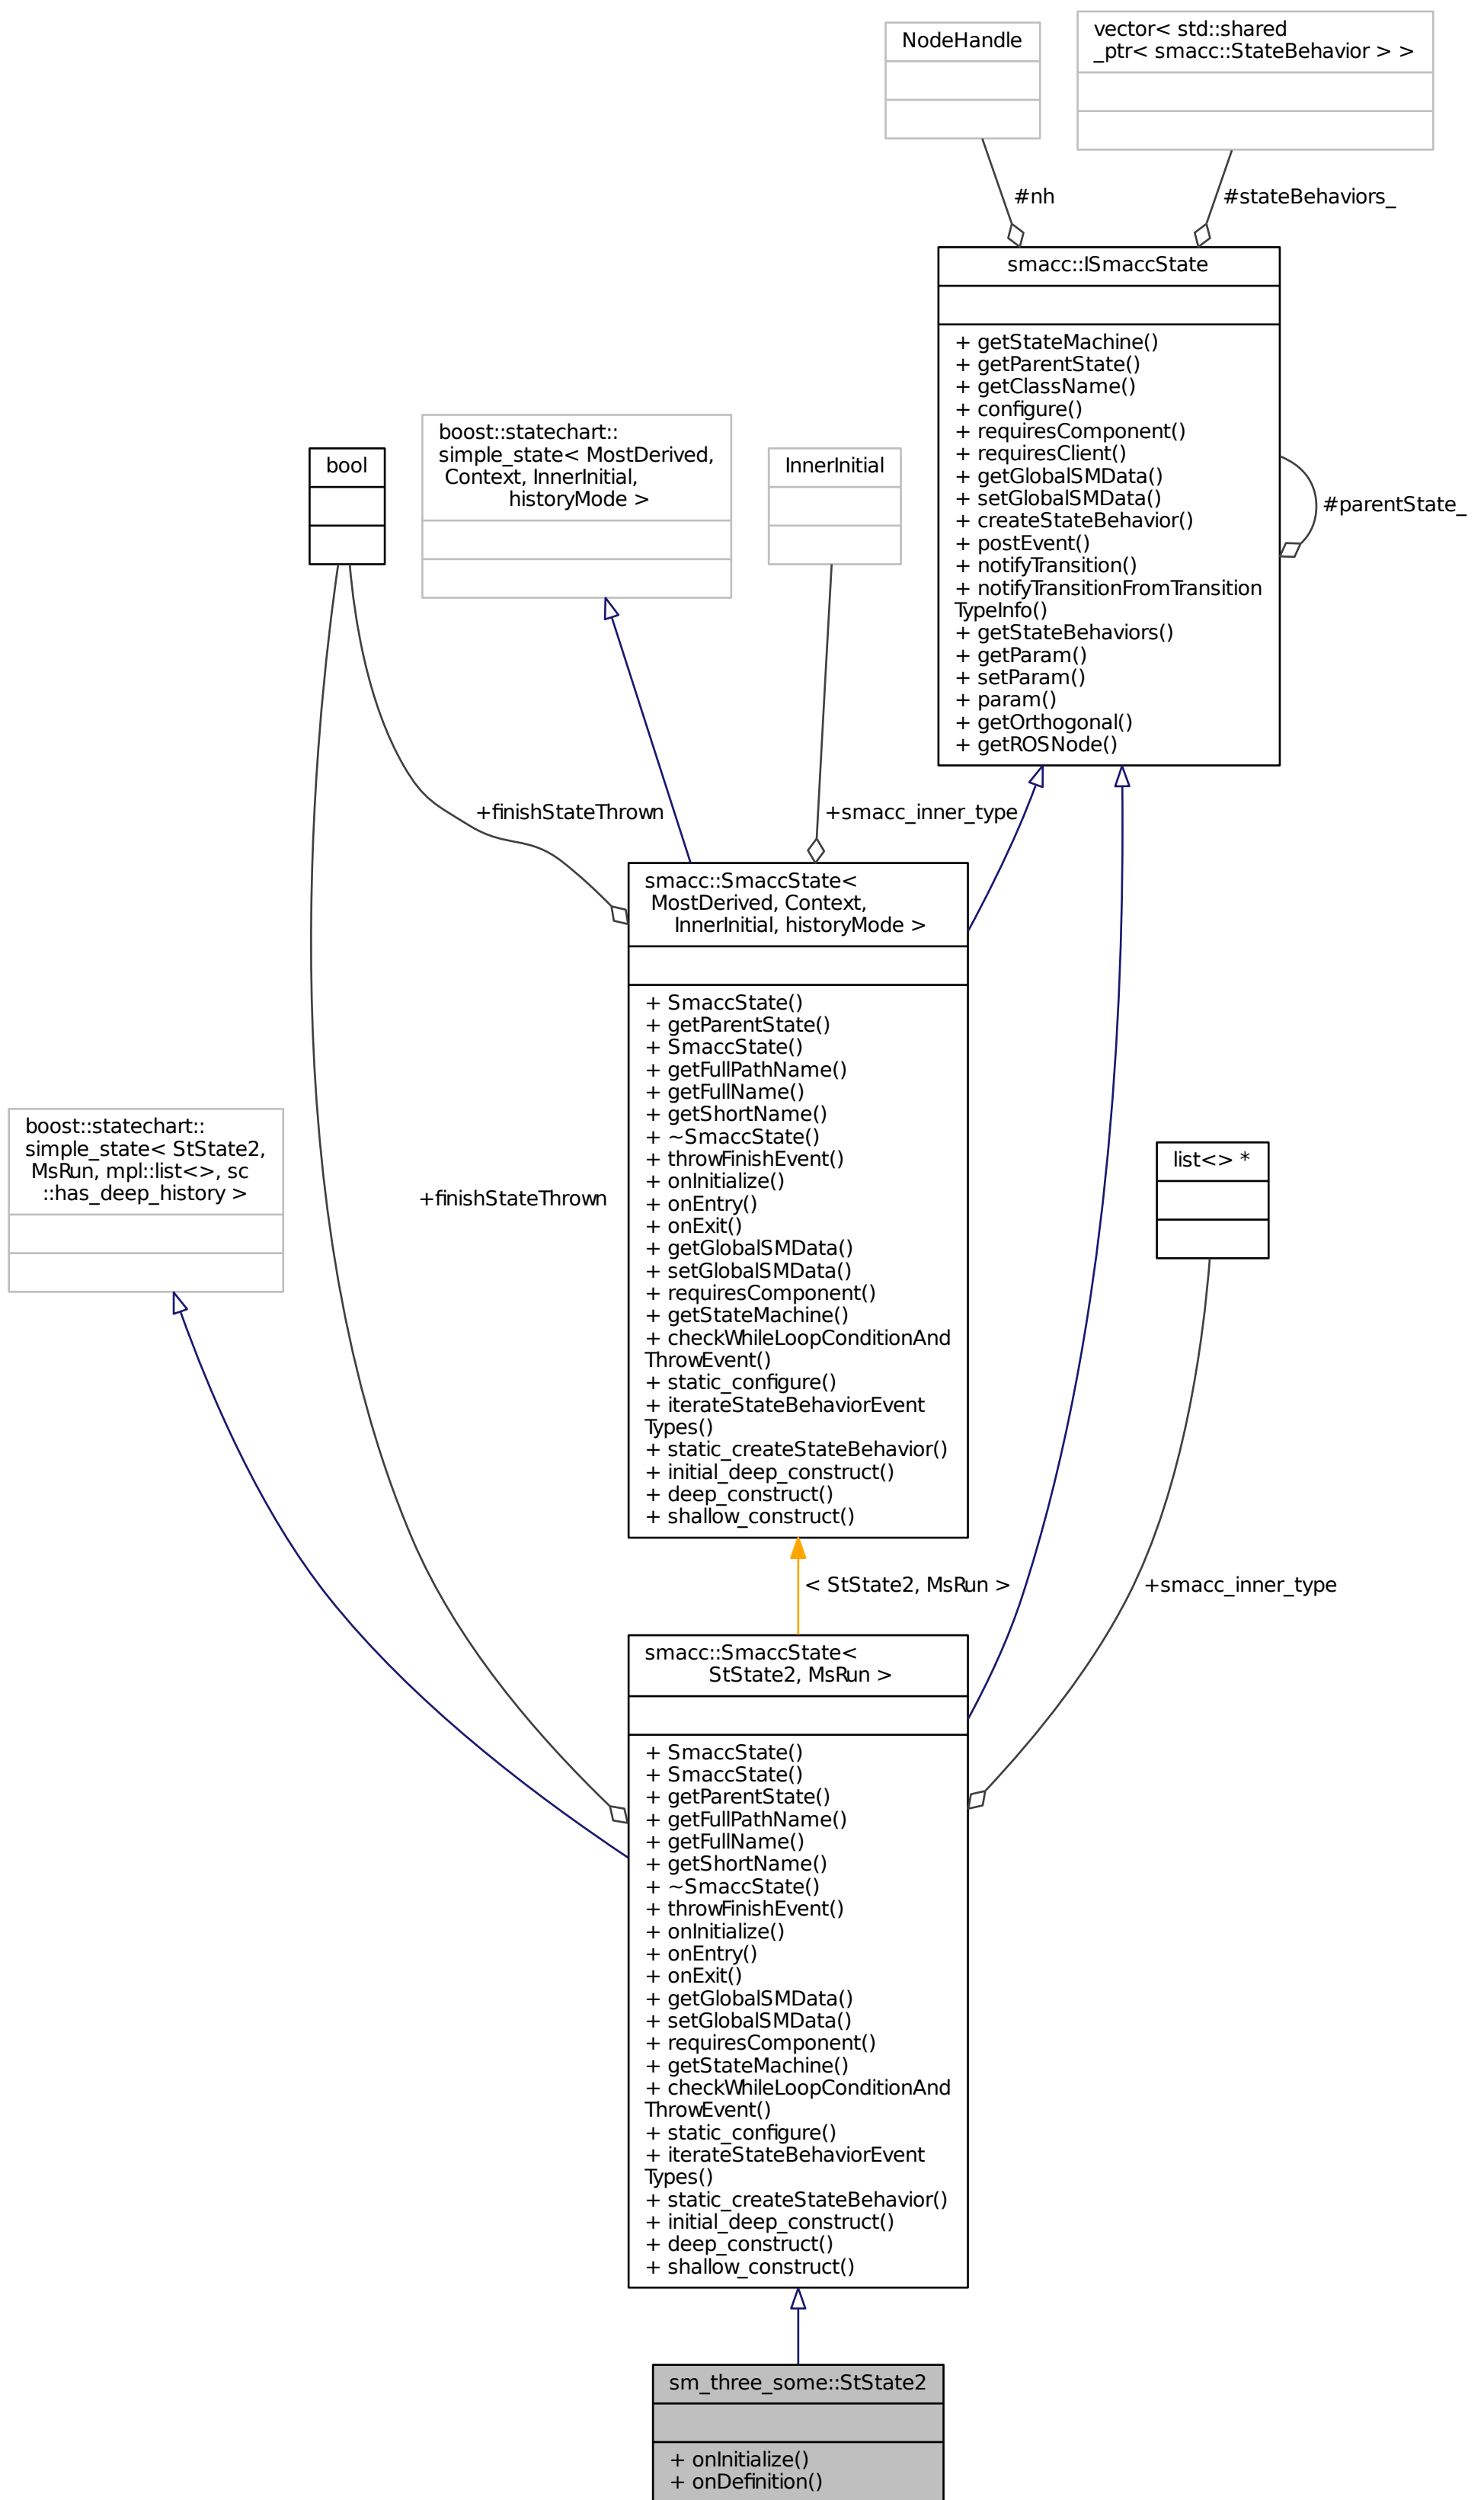 NodeHandle
vector< std::shared
_ptr< smacc::StateBehavior > >
#nh
#stateBehaviors_
smacc::ISmaccState
+ getStateMachine()
+ getParentState()
+ getClassName()
+ configure()
+ requiresComponent()
+ requiresClient()
+ getGlobalSMData()
+ setGlobalSMData()
+ createStateBehavior()
+ postEvent()
+ notifyTransition()
+ notifyTransitionFromTransition
TypeInfo()
+ getStateBehaviors()
+ getParam()
+ setParam()
+ param()
+ getOrthogonal()
+ getROSNode()
#parentState_
bool
boost::statechart::
simple_state< MostDerived,
Context, InnerInitial,
historyMode >
InnerInitial
+finishStateThrown
+smacc_inner_type
smacc::SmaccState<
MostDerived, Context,
InnerInitial, historyMode >
+ SmaccState()
+ getParentState()
+ SmaccState()
+ getFullPathName()
+ getFullName()
+ getShortName()
+ ~SmaccState()
+ throwFinishEvent()
+ onInitialize()
+ onEntry()
+ onExit()
+ getGlobalSMData()
+ setGlobalSMData()
+ requiresComponent()
+ getStateMachine()
+ checkWhileLoopConditionAnd
ThrowEvent()
+ static_configure()
+ iterateStateBehaviorEvent
Types()
+ static_createStateBehavior()
+ initial_deep_construct()
+ deep_construct()
+ shallow_construct()
boost::statechart::
simple_state< StState2,
MsRun, mpl::list<>, sc
::has_deep_history >
+finishStateThrown
list<> *
< StState2, MsRun >
+smacc_inner_type
smacc::SmaccState<
StState2, MsRun >
+ SmaccState()
+ SmaccState()
+ getParentState()
+ getFullPathName()
+ getFullName()
+ getShortName()
+ ~SmaccState()
+ throwFinishEvent()
+ onInitialize()
+ onEntry()
+ onExit()
+ getGlobalSMData()
+ setGlobalSMData()
+ requiresComponent()
+ getStateMachine()
+ checkWhileLoopConditionAnd
ThrowEvent()
+ static_configure()
+ iterateStateBehaviorEvent
Types()
+ static_createStateBehavior()
+ initial_deep_construct()
+ deep_construct()
+ shallow_construct()
sm_three_some::StState2
+ onInitialize()
+ onDefinition()